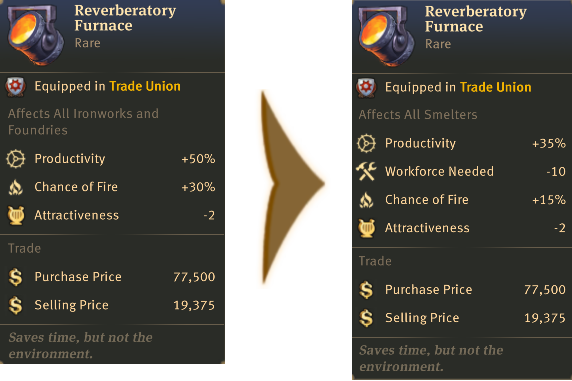 Reverberatory
Furnace
Rare
Equipped in Trade Union
Affects All Ironworks and
Foundries
Productivity +50%
Chance of Fire +30%
Attractiveness -2
Trade
Purchase Price 77,500
Selling Price 19,375
Saves time, but not the
environment.
Reverberatory
Furnace
Rare
Equipped in Trade Union
Affects All Smelters
Productivity +35%
Workforce Needed -10
Chance of Fire +15%
Attractiveness -2
Trade
Purchase Price 77,500
Selling Price 19,375
Saves time, but not the
environment.